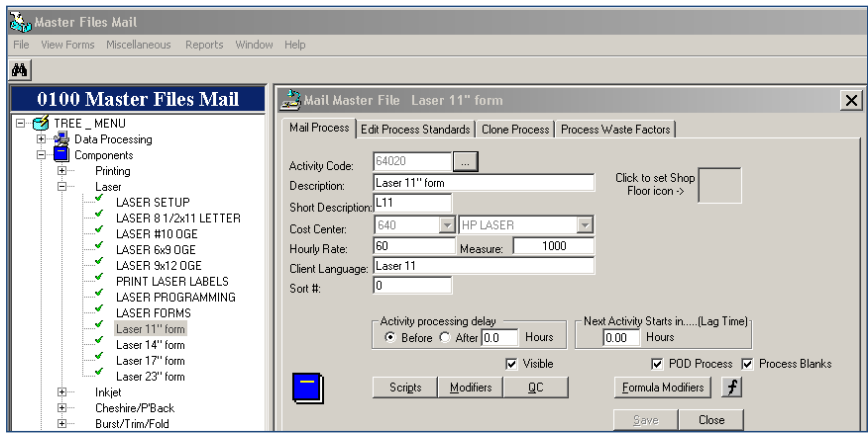 Master Files Mail
File View Forms Miscellaneous Reports Window Help
0100 Master Files Mail
TREE _ MENU
Data Processing
Components
Printing
Laser
LASER SETUP
LASER 8 1/2x11 LETTER
LASER #10 OGE
LASER 6x9 OGE
LASER 9x12 OGE
PRINT LASER LABELS
LASER PROGRAMMING
LASER FORMS
Laser 11" form
Laser 14" form
Laser 17" form
Laser 23" form
Inkjet
Cheshire/P'Back
Burst/Trim/Fold
Mail Master File Laser 11" form
Mail Process Edit Process Standards Clone Process Process Waste Factors
Activity Code: 64020 ...
Click to set Shop
Floor icon ->
Description: Laser 11" form
Short Description: L11
Cost Center: 640 HP LASER
Hourly Rate: 60 Measure: 1000
Client Language: Laser 11
Sort #: 0
Activity processing delay
Before After 0.0 Hours
Next Activity Starts in.....(Lag Time)
0.00 Hours
Visible POD Process Process Blanks
Scripts Modifiers QC Formula Modifiers f
Save Close